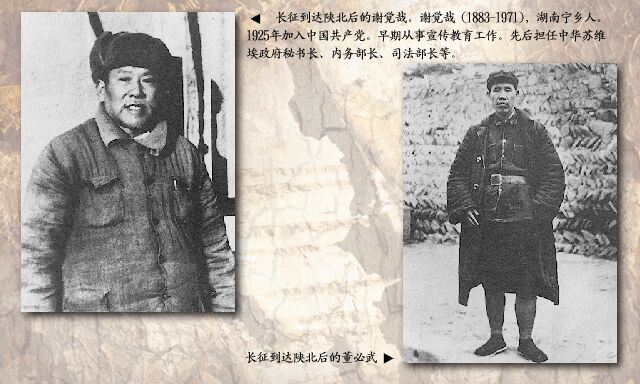 ◀ 长征到达陕北后的谢觉哉。谢觉哉(1883-1971),湖南宁乡人。
1925年加入中国共产党。早期从事宣传教育工作。先后担任中华苏维
埃政府秘书长、内务部长、司法部长等。
长征到达陕北后的董必武 ▶